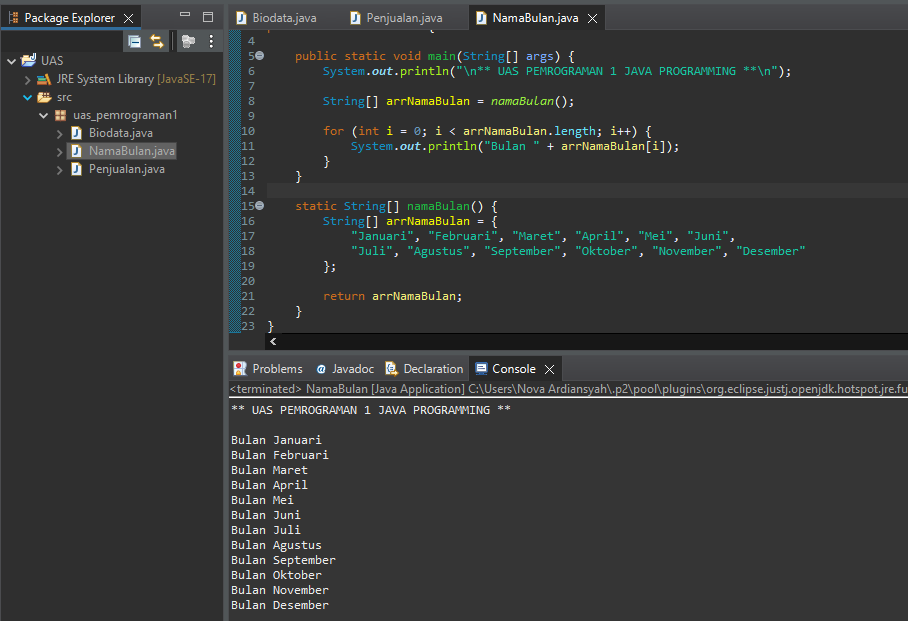 Package Explorer
UAS
JRE System Library [JavaSE-17]
src
uas_pemrograman1
Biodata.java
NamaBulan.java
Penjualan.java
Biodata.java Penjualan.java NamaBulan.java
4
5 public static void main(String[] args) {
6 System.out.println("\n** UAS PEMROGRAMAN 1 JAVA PROGRAMMING **\n");
7
8 String[] arrNamaBulan = namaBulan();
9
10 for (int i = 0; i < arrNamaBulan.length; i++) {
11 System.out.println("Bulan " + arrNamaBulan[i]);
12 }
13 }
14
15 static String[] namaBulan() {
16 String[] arrNamaBulan = {
17 "Januari", "Februari", "Maret", "April", "Mei", "Juni",
18 "Juli", "Agustus", "September", "Oktober", "November", "Desember"
19 };
20
21 return arrNamaBulan;
22 }
23 }
Problems Javadoc Declaration Console
<terminated> NamaBulan [Java Application] C:\Users\Nova Ardiansyah\.p2\pool\plugins\org.eclipse.justj.openjdk.hotspot.jre.fu
** UAS PEMROGRAMAN 1 JAVA PROGRAMMING **
Bulan Januari
Bulan Februari
Bulan Maret
Bulan April
Bulan Mei
Bulan Juni
Bulan Juli
Bulan Agustus
Bulan September
Bulan Oktober
Bulan November
Bulan Desember